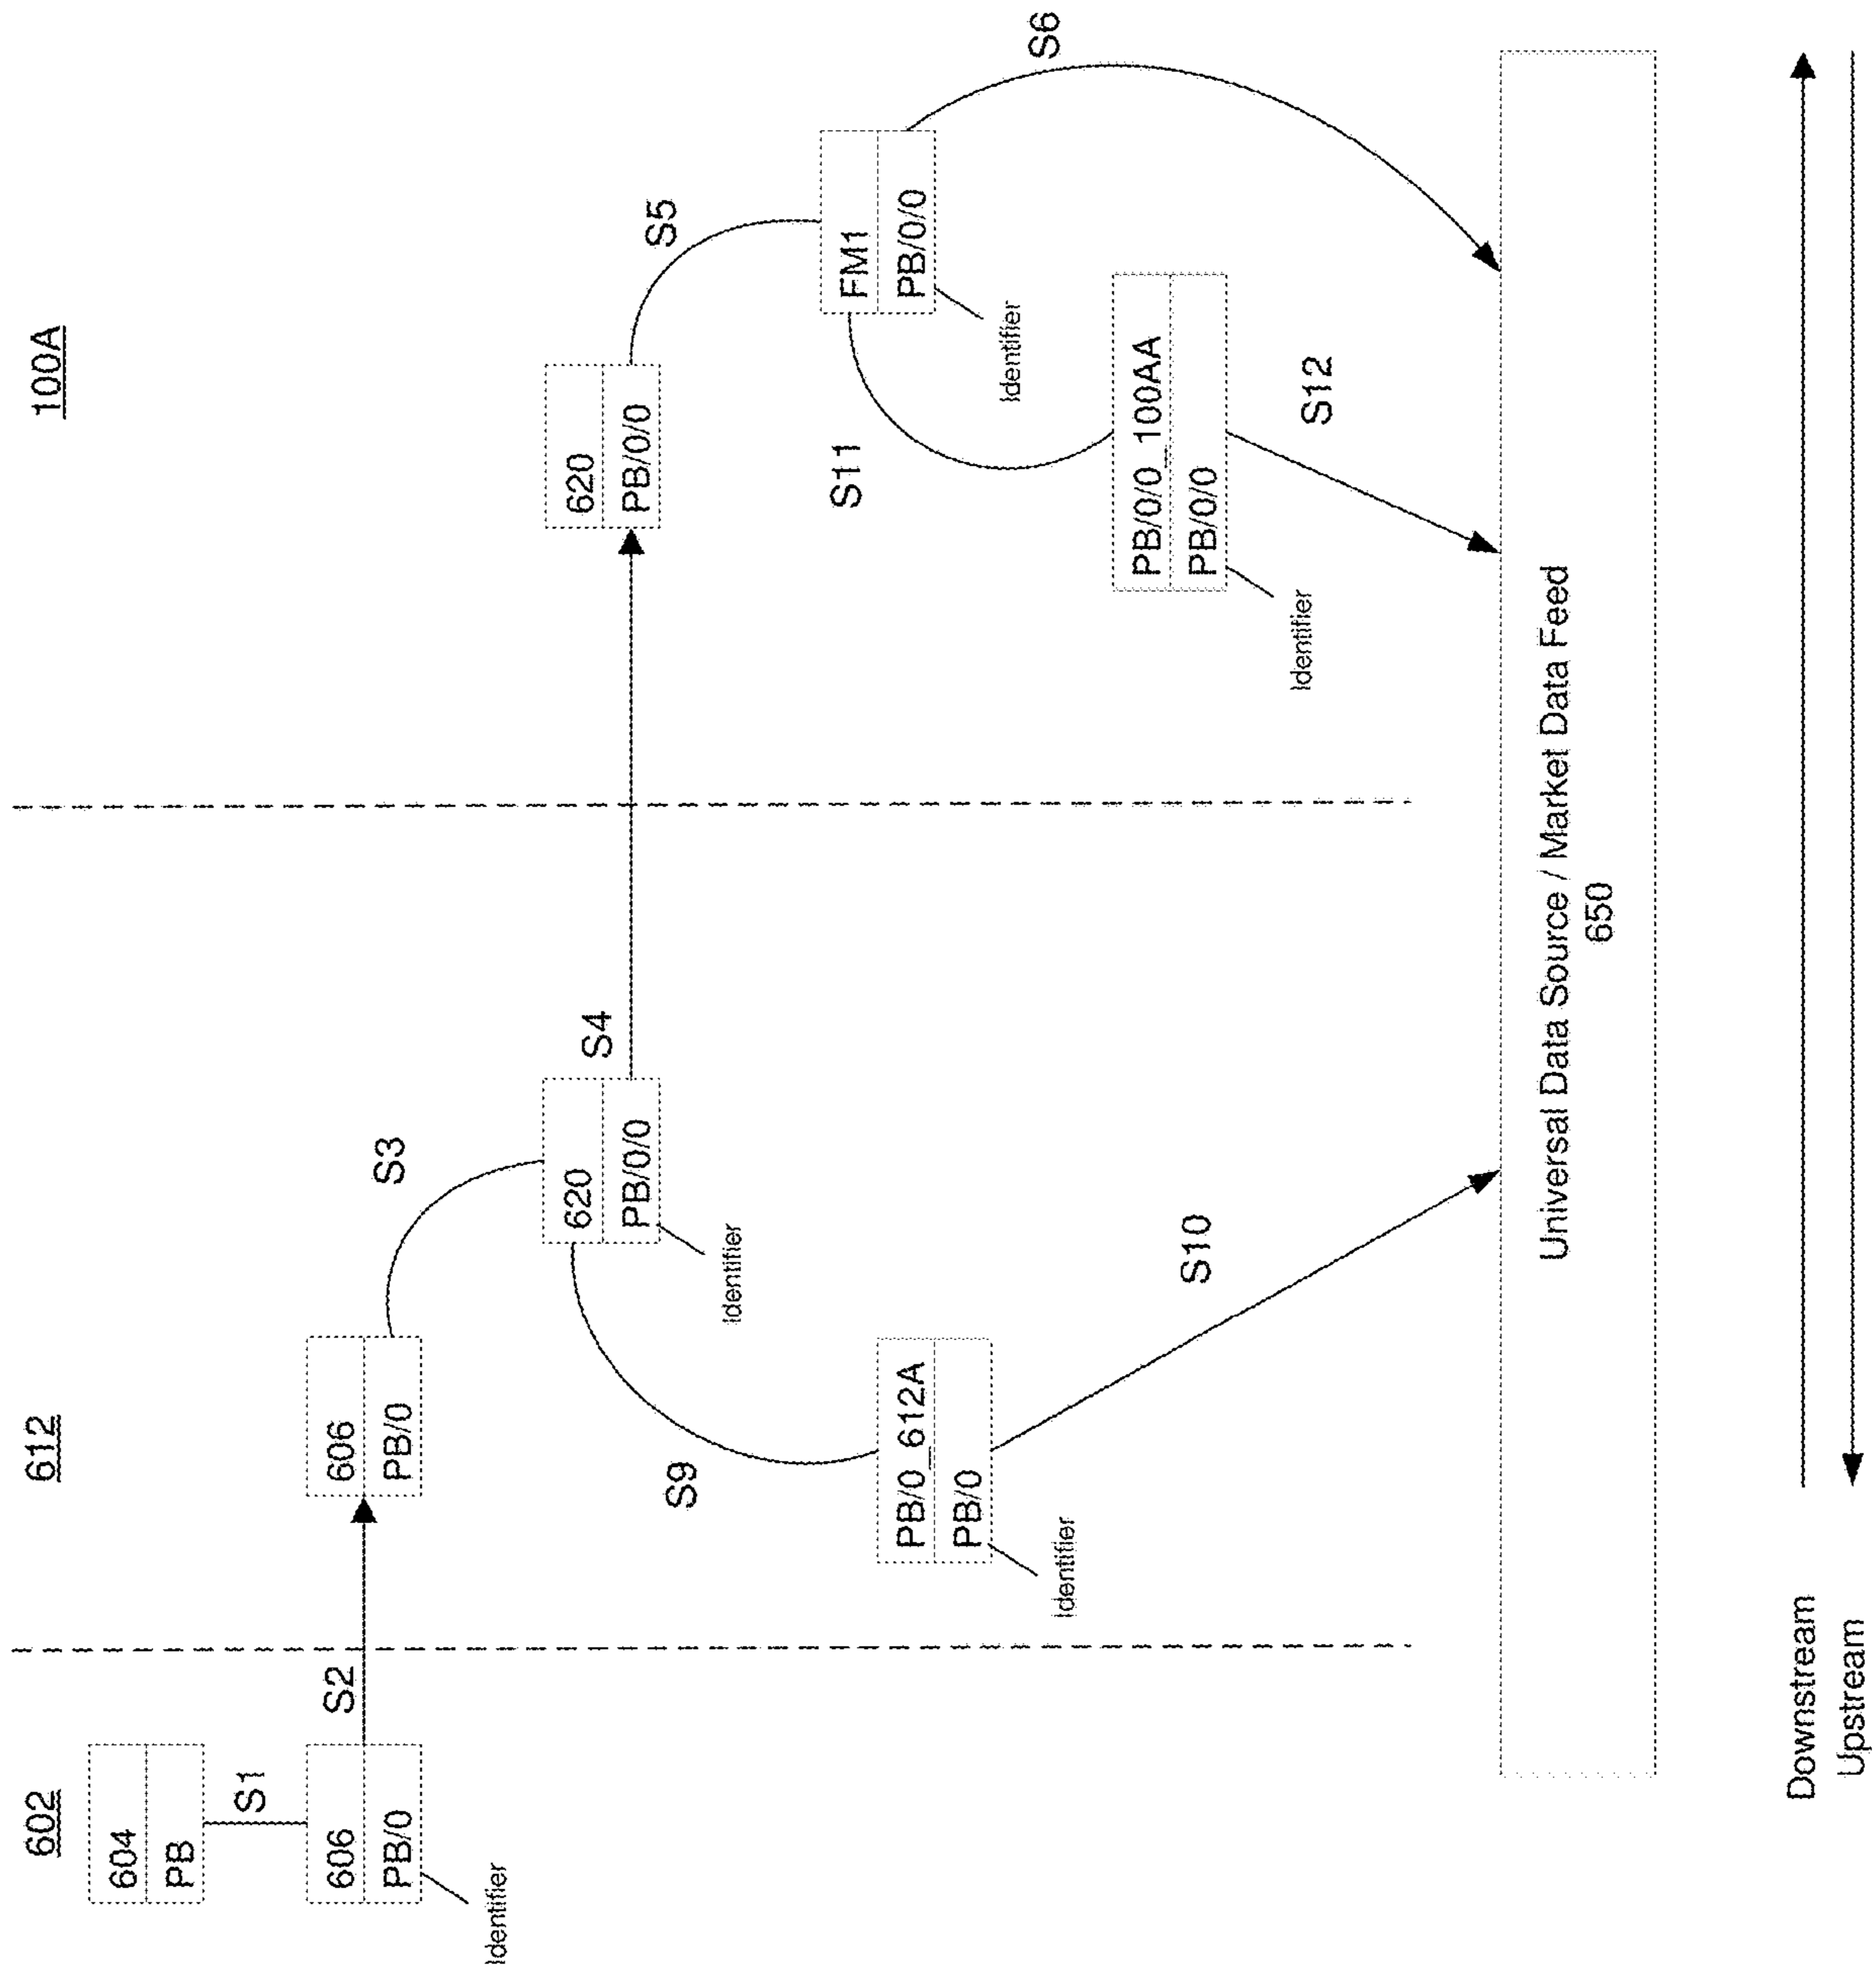 602
612
100A
604
PB
S1
606
PB/0
Identifier
S2
606
PB/0
S3
620
PB/0/0
Identifier
S4
620
PB/0/0
S5
FM1
PB/0/0
Identifier
S6
S9
PB/0_612A
PB/0
Identifier
S10
S11
PB/0/0_100AA
PB/0/0
Identifier
S12
Universal Data Source / Market Data Feed
650
Downstream
Upstream